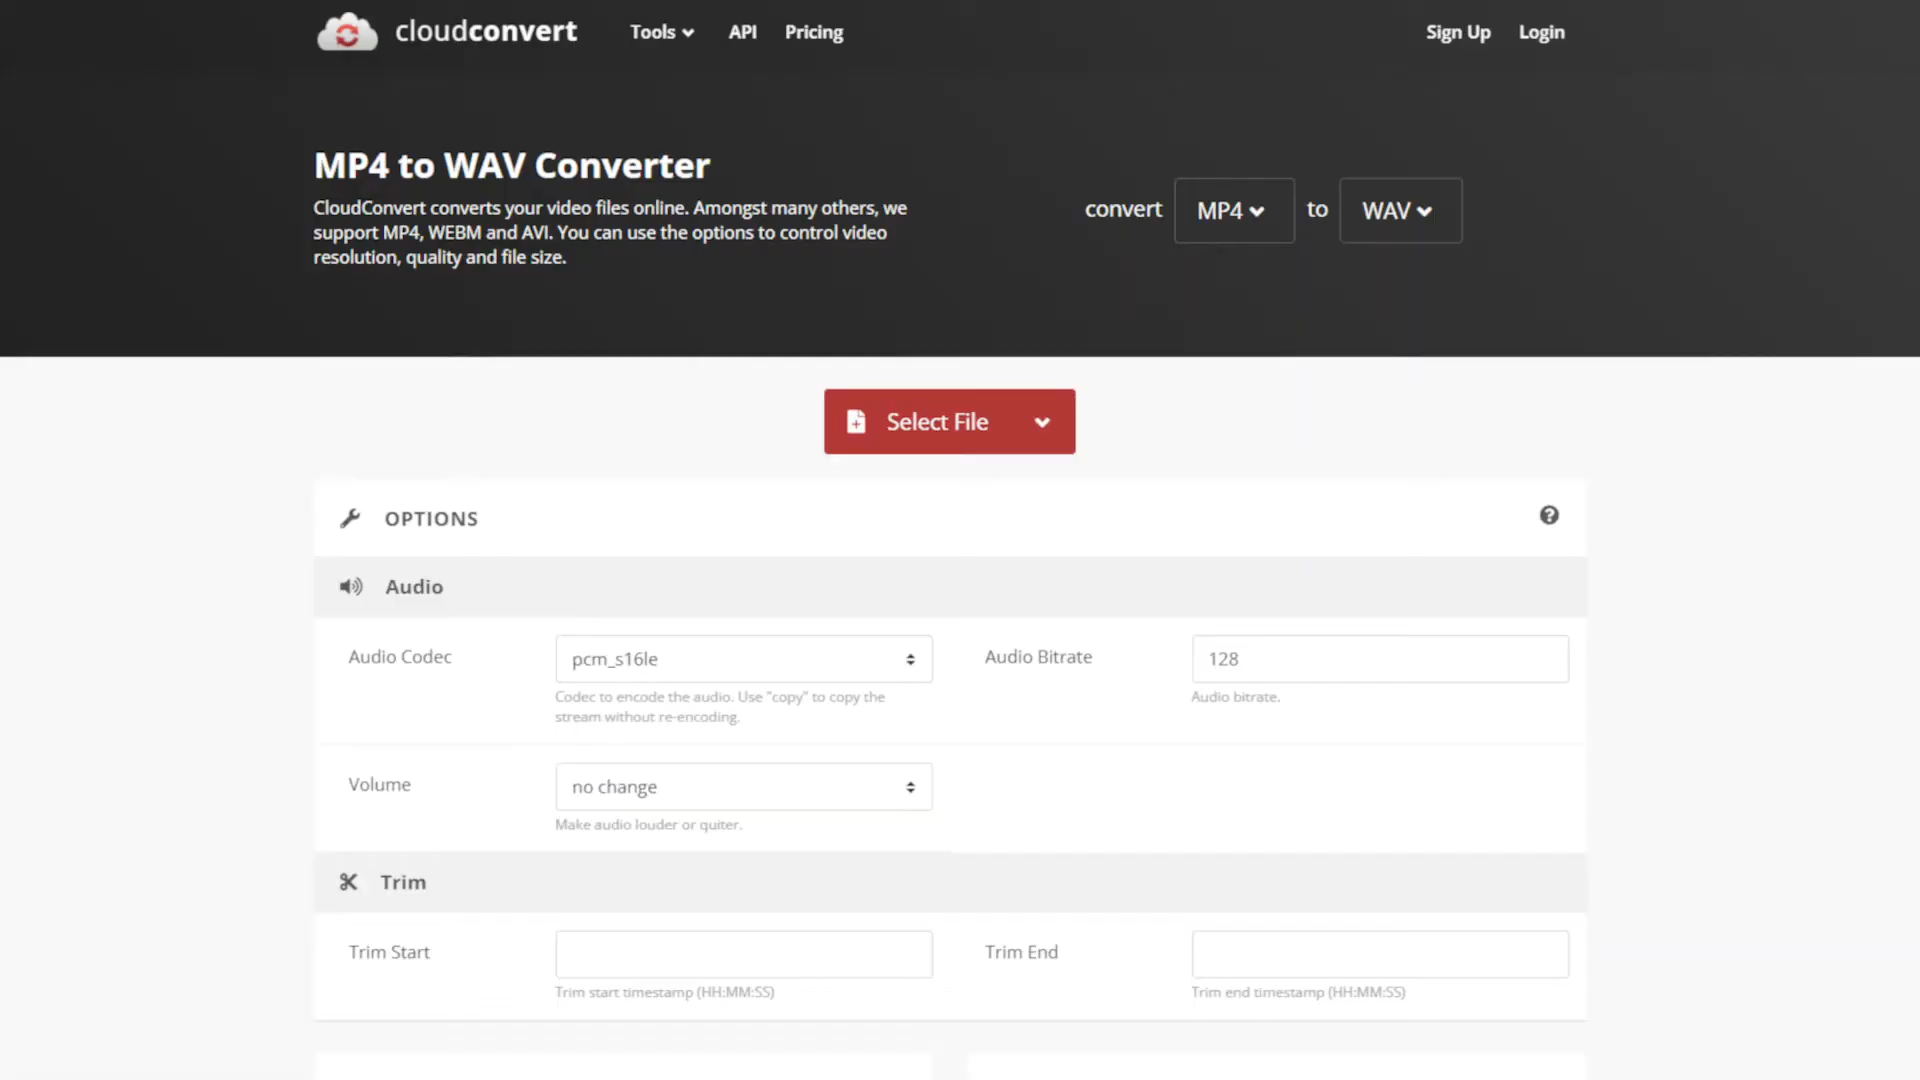 cloudconvert Tools API Pricing Sign Up Login
MP4 to WAV Converter
CloudConvert converts your video files online. Amongst many others, we
support MP4, WEBM and AVI. You can use the options to control video
resolution, quality and file size.
convert MP4 to WAV
Select File
OPTIONS
Audio
Audio Codec
pcm_s16le
Codec to encode the audio. Use "copy" to copy the
stream without re-encoding.
Audio Bitrate
128
Audio bitrate.
Volume
no change
Make audio louder or quiter.
Trim
Trim Start
Trim start timestamp (HH:MM:SS)
Trim End
Trim end timestamp (HH:MM:SS)